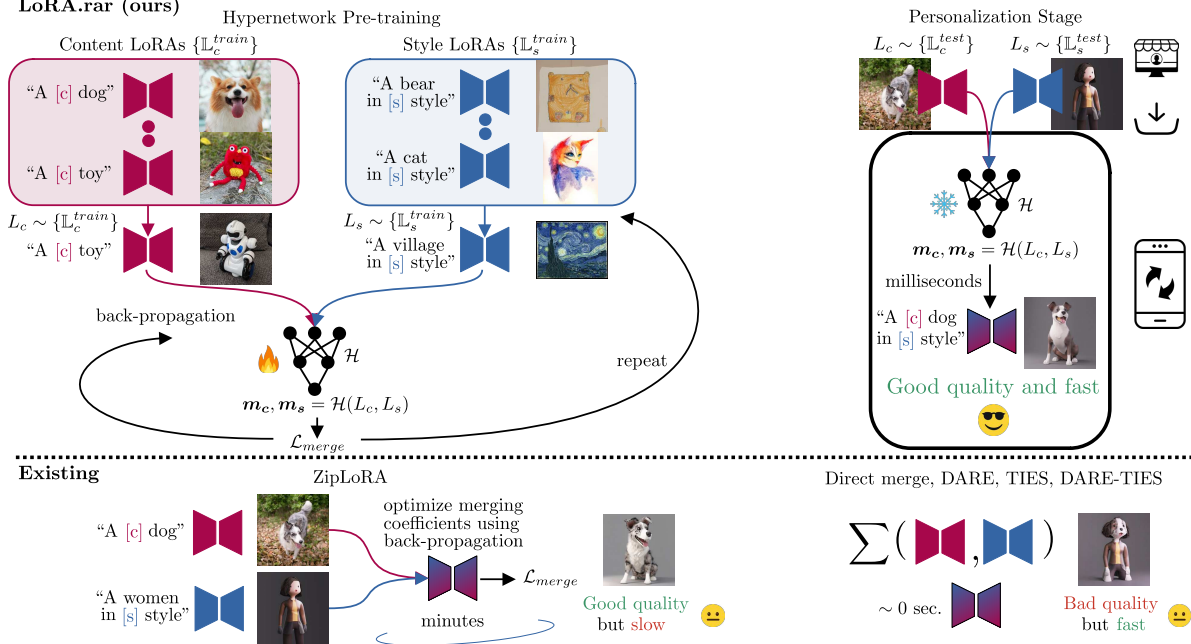 LoRA.rar (ours)
Hypernetwork Pre-training
Content LoRAs {𝕃_c^{train}}
Style LoRAs {𝕃_s^{train}}
“A [c] dog”
“A [c] toy”
“A bear
in [s] style”
“A cat
in [s] style”
L_c ∼ {𝕃_c^{train}}
“A [c] toy”
L_s ∼ {𝕃_s^{train}}
“A village
in [s] style”
back-propagation
ℋ
m_c, m_s = ℋ(L_c, L_s)
ℒ_{merge}
repeat
Personalization Stage
L_c ∼ {𝕃_c^{test}}
L_s ∼ {𝕃_s^{test}}
ℋ
m_c, m_s = ℋ(L_c, L_s)
milliseconds
“A [c] dog
in [s] style”
Good quality and fast
Existing
ZipLoRA
“A [c] dog”
“A women
in [s] style”
optimize merging
coefficients using
back-propagation
minutes
ℒ_{merge}
Good quality
but slow
Direct merge, DARE, TIES, DARE-TIES
∑( , )
∼ 0 sec.
Bad quality
but fast